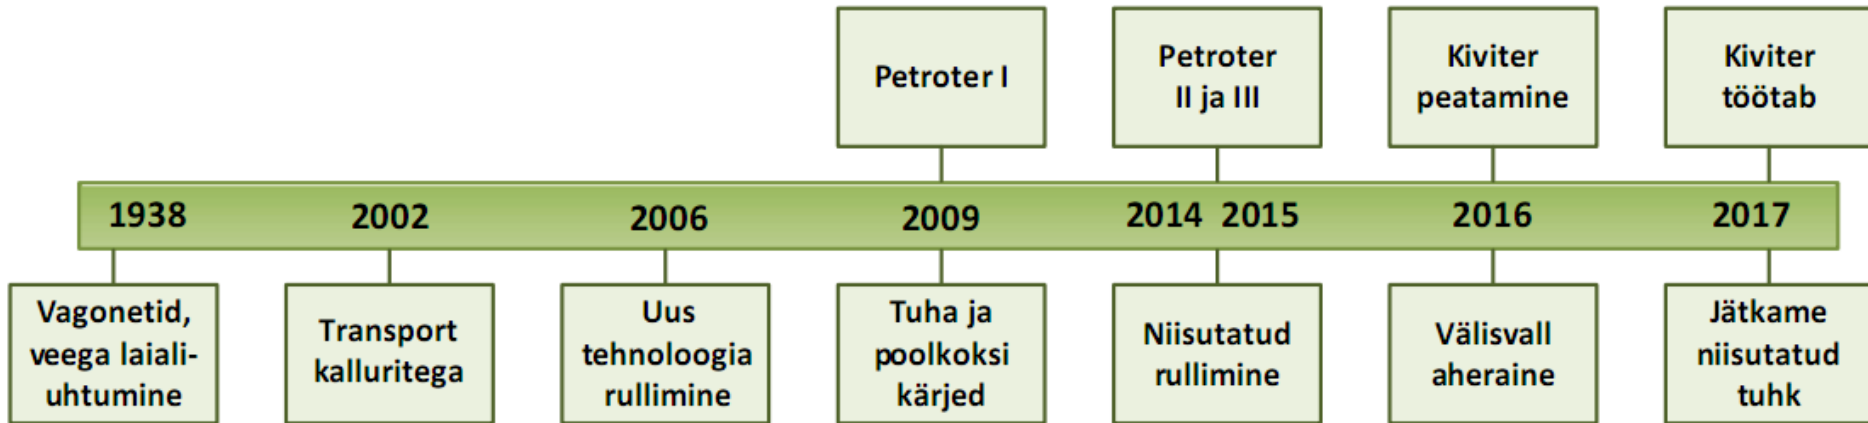 Petroter I
Petroter
II ja III
Kiviter
peatamine
Kiviter
töötab
1938
2002
2006
2009
2014 2015
2016
2017
Vagonetid,
veega laiali-
uhtumine
Transport
kalluritega
Uus
tehnoloogia
rullimine
Tuha ja
poolkoksi
kärjed
Niisutatud
rullimine
Välisvall
aheraine
Jätkame
niisutatud
tuhk